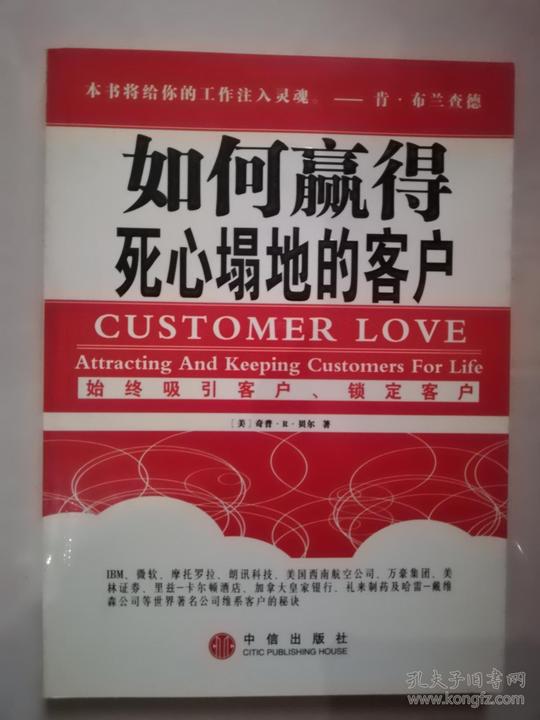 本书将给你的工作注入灵魂。—— 肯·布兰查德
如何赢得
死心塌地的客户
CUSTOMER LOVE
Attracting And Keeping Customers For Life
始终吸引客户、锁定客户
［美］奇普·R·贝尔 著
IBM、微软、摩托罗拉、朗讯科技、美国西南航空公司、万豪集团、美
林证券、里兹-卡尔顿酒店、加拿大皇家银行、礼来制药及哈雷-戴维
森公司等世界著名公司维系客户的秘诀
中信出版社
CITIC PUBLISHING HOUSE
孔夫子旧书网